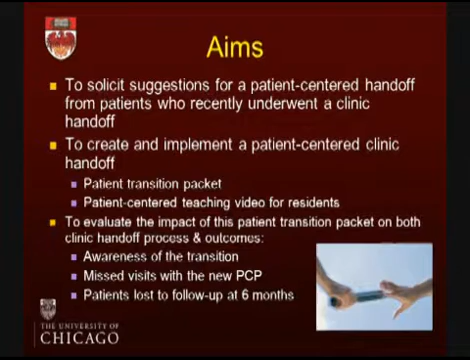 Aims
To solicit suggestions for a patient-centered handoff
from patients who recently underwent a clinic
handoff
To create and implement a patient-centered clinic
handoff
Patient transition packet
Patient-centered teaching video for residents
To evaluate the impact of this patient transition packet on both
clinic handoff process & outcomes:
Awareness of the transition
Missed visits with the new PCP
Patients lost to follow-up at 6 months
THE UNIVERSITY OF
CHICAGO